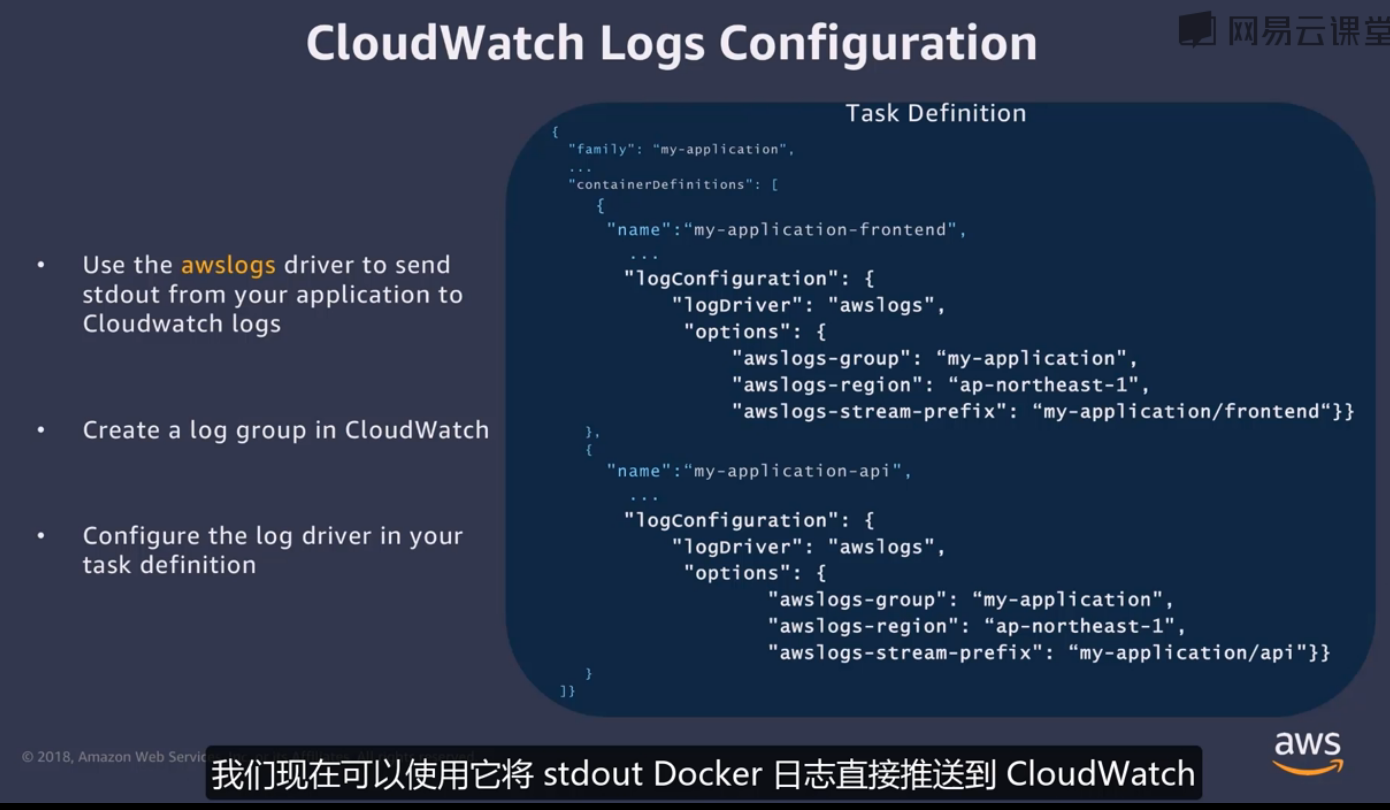 CloudWatch Logs Configuration
网易云课堂
• Use the awslogs driver to send
stdout from your application to
Cloudwatch logs
• Create a log group in CloudWatch
• Configure the log driver in your
task definition
Task Definition
{
"family": "my-application",
...
"containerDefinitions": [
{
"name":“my-application-frontend",
...
"logConfiguration": {
"logDriver": "awslogs",
"options": {
"awslogs-group": “my-application",
"awslogs-region": “ap-northeast-1",
"awslogs-stream-prefix": “my-application/frontend“}}
},
{
"name":“my-application-api",
...
"logConfiguration": {
"logDriver": "awslogs",
"options": {
"awslogs-group": “my-application",
"awslogs-region": “ap-northeast-1",
"awslogs-stream-prefix": “my-application/api"}}
}
]}
© 2018, Amazon Web Servic
aws
我们现在可以使用它将 stdout Docker 日志直接推送到 CloudWatch